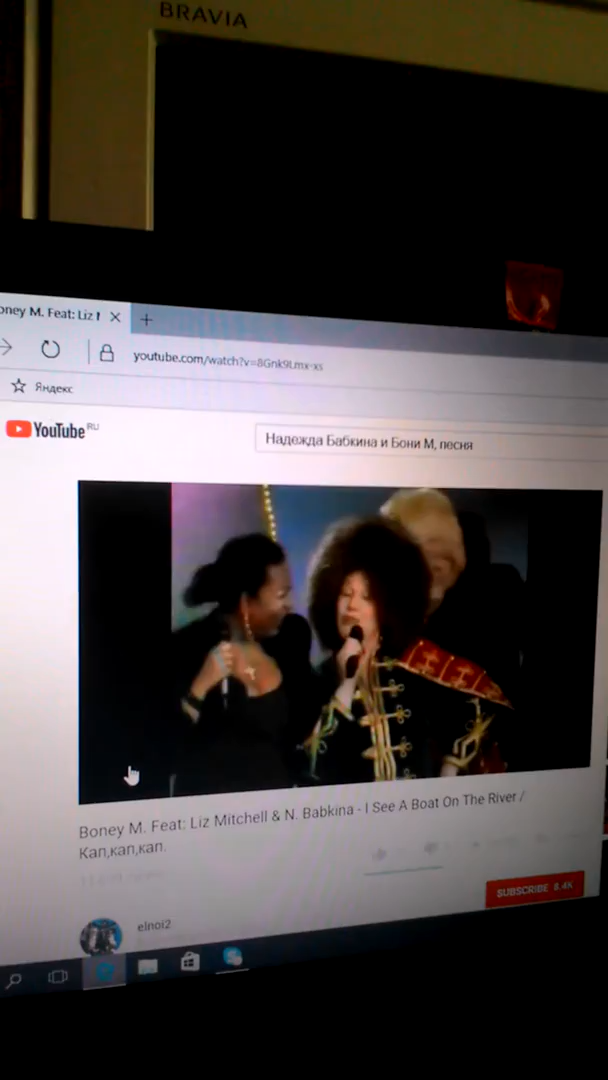 BRAVIA
oney M. Feat: Liz M
youtube.com/watch?v=8Gnk9Lmx-xs
Яндекс
YouTube RU
Надежда Бабкина и Бони М, песня
Boney M. Feat: Liz Mitchell & N. Babkina - I See A Boat On The River /
Кап,кап,кап.
SUBSCRIBE 8.4K
elnoi2